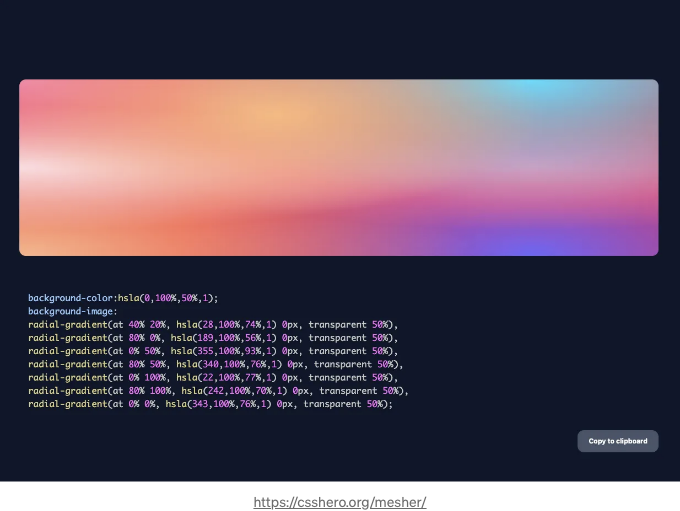 background-color:hsla(0,100%,50%,1);
background-image:
radial-gradient(at 40% 20%, hsla(28,100%,74%,1) 0px, transparent 50%),
radial-gradient(at 80% 0%, hsla(189,100%,56%,1) 0px, transparent 50%),
radial-gradient(at 0% 50%, hsla(355,100%,93%,1) 0px, transparent 50%),
radial-gradient(at 80% 50%, hsla(340,100%,76%,1) 0px, transparent 50%),
radial-gradient(at 0% 100%, hsla(22,100%,77%,1) 0px, transparent 50%),
radial-gradient(at 80% 100%, hsla(242,100%,70%,1) 0px, transparent 50%),
radial-gradient(at 0% 0%, hsla(343,100%,76%,1) 0px, transparent 50%);
Copy to clipboard
https://csshero.org/mesher/